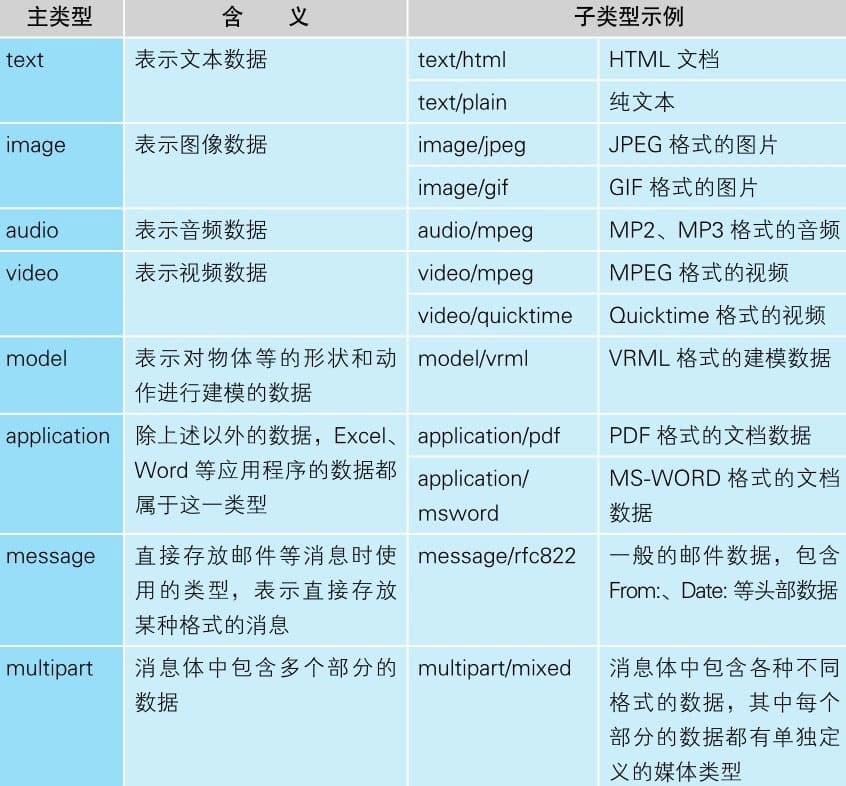 主类型 含 义 子类型示例
text 表示文本数据 text/html HTML 文档
text/plain 纯文本
image 表示图像数据 image/jpeg JPEG 格式的图片
image/gif GIF 格式的图片
audio 表示音频数据 audio/mpeg MP2、MP3 格式的音频
video 表示视频数据 video/mpeg MPEG 格式的视频
video/quicktime Quicktime 格式的视频
model 表示对物体等的形状和动 model/vrml VRML 格式的建模数据
作进行建模的数据
application 除上述以外的数据，Excel、 application/pdf PDF 格式的文档数据
Word 等应用程序的数据都 application/ MS-WORD 格式的文档
属于这一类型 msword 数据
message 直接存放邮件等消息时使 message/rfc822 一般的邮件数据，包含
用的类型，表示直接存放 From:、Date: 等头部数据
某种格式的消息
multipart 消息体中包含多个部分的 multipart/mixed 消息体中包含各种不同
数据 格式的数据，其中每个
部分的数据都有单独定
义的媒体类型